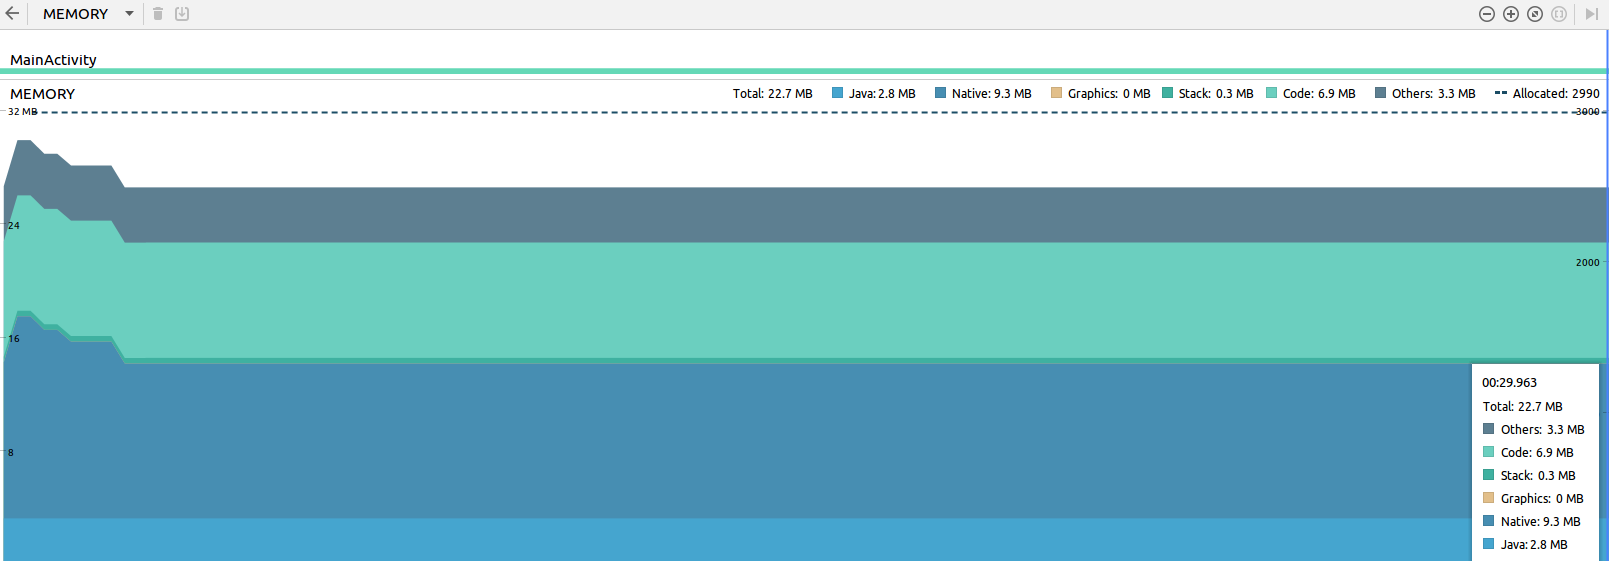 MEMORY
MainActivity
MEMORY Total: 22.7 MB Java: 2.8 MB Native: 9.3 MB Graphics: 0 MB Stack: 0.3 MB Code: 6.9 MB Others: 3.3 MB Allocated: 2990
32 MB 3000
24
2000
16
8
00:29.963
Total: 22.7 MB
Others: 3.3 MB
Code: 6.9 MB
Stack: 0.3 MB
Graphics: 0 MB
Native: 9.3 MB
Java: 2.8 MB